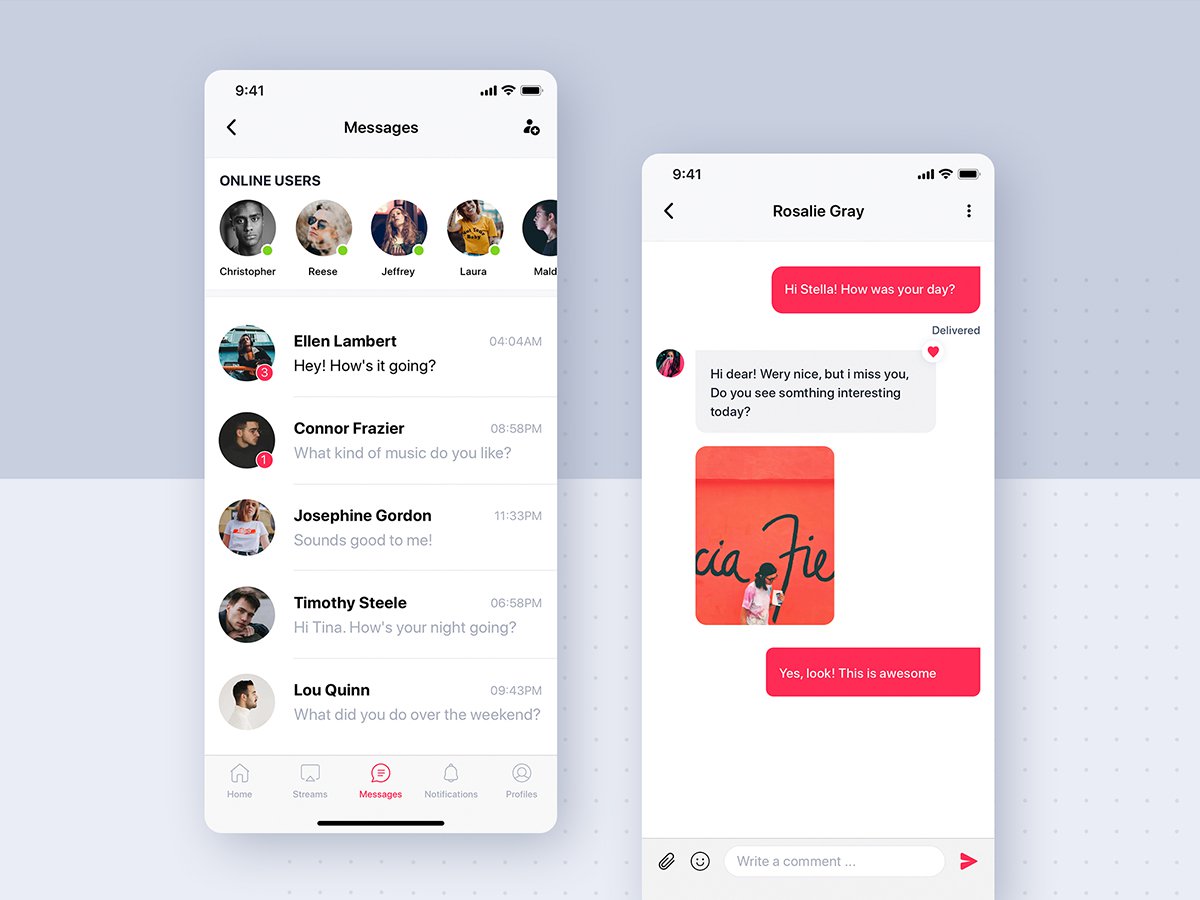 9:41
Messages
ONLINE USERS
Christopher
Reese
Jeffrey
Laura
Mald
Ellen Lambert
04:04AM
Hey! How's it going?
3
Connor Frazier
08:58PM
What kind of music do you like?
1
Josephine Gordon
11:33PM
Sounds good to me!
Timothy Steele
06:58PM
Hi Tina. How's your night going?
Lou Quinn
09:43PM
What did you do over the weekend?
Home
Streams
Messages
Notifications
Profiles
9:41
Rosalie Gray
Hi Stella! How was your day?
Delivered
Hi dear! Wery nice, but i miss you,
Do you see somthing interesting
today?
cia Fie
Yes, look! This is awesome
Write a comment ...